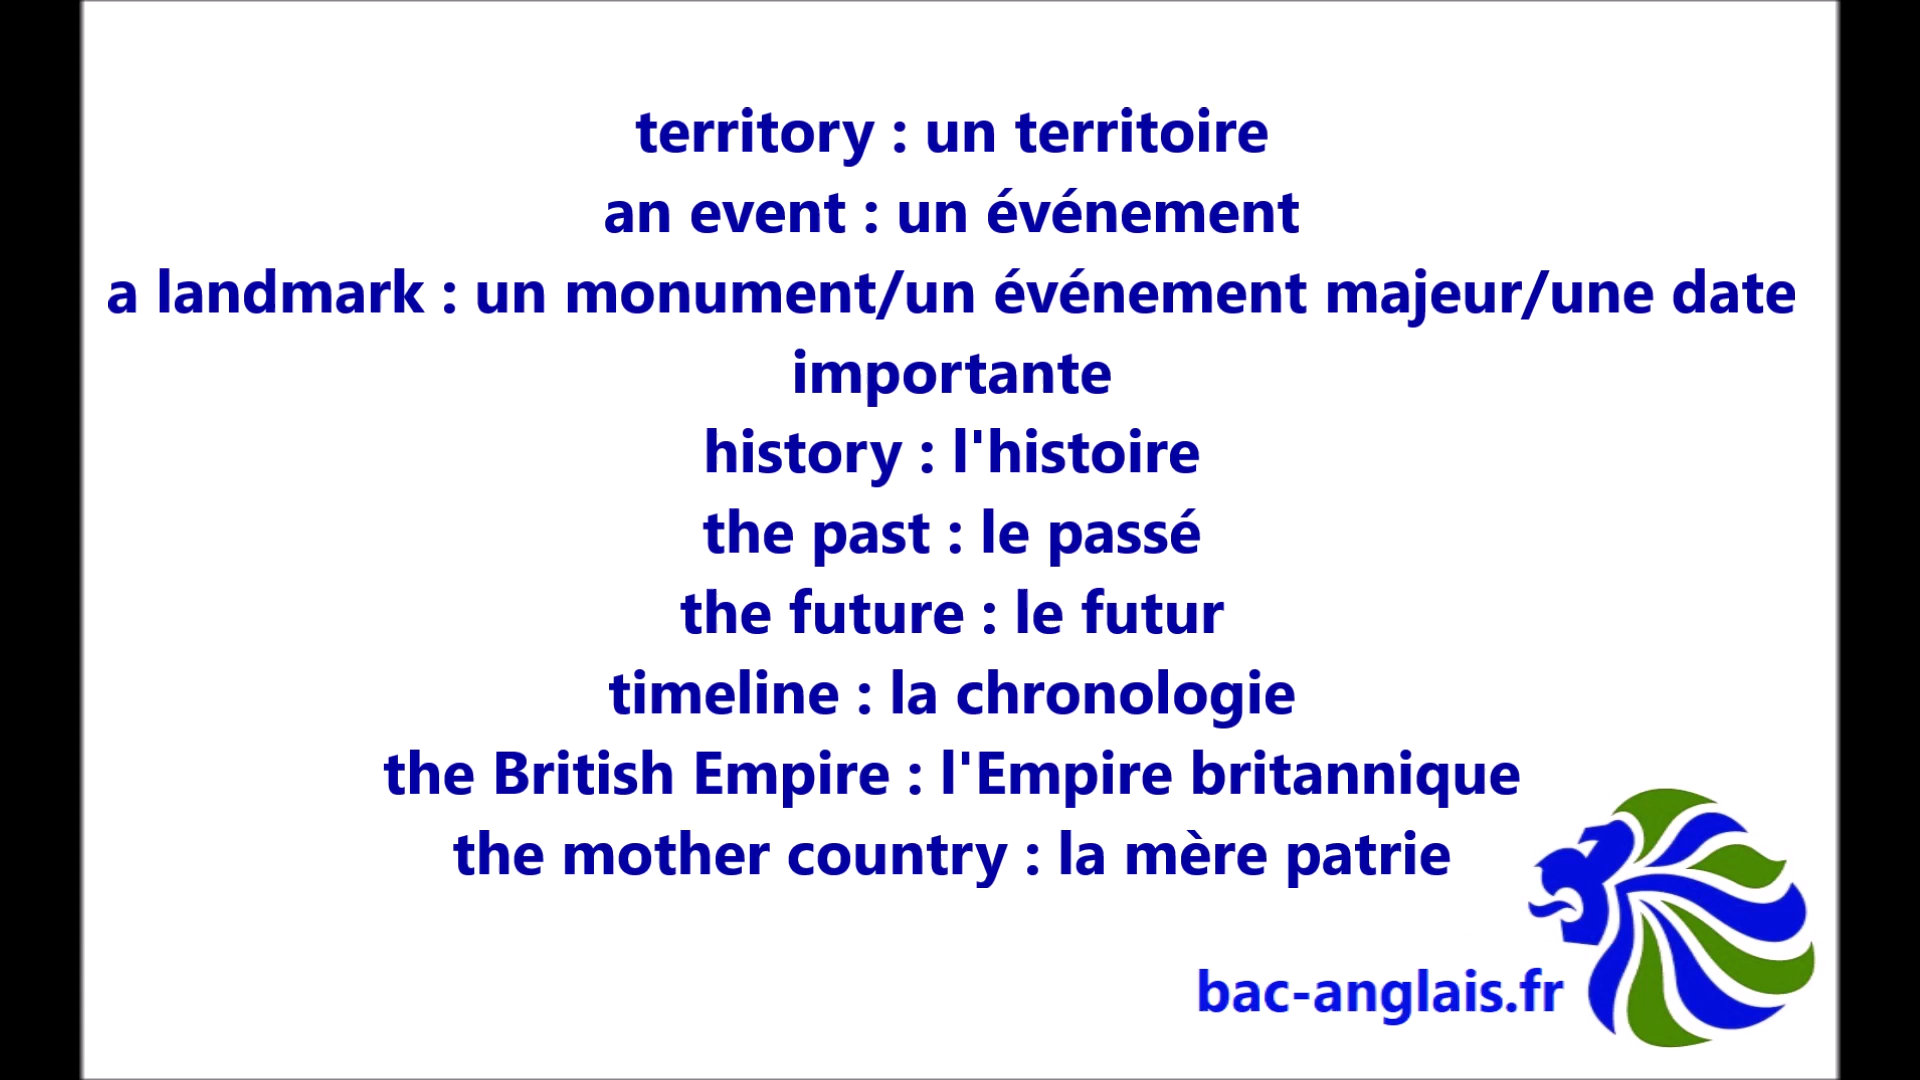 territory : un territoire
an event : un événement
a landmark : un monument/un événement majeur/une date
importante
history : l'histoire
the past : le passé
the future : le futur
timeline : la chronologie
the British Empire : l'Empire britannique
the mother country : la mère patrie
bac-anglais.fr